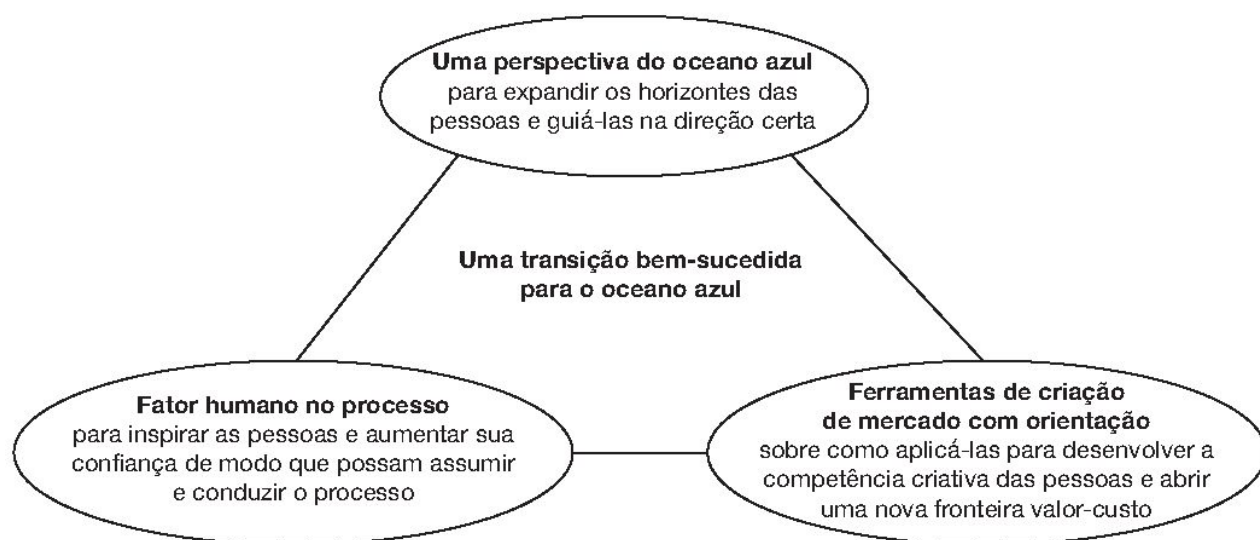 Uma perspectiva do oceano azul
para expandir os horizontes das
pessoas e guiá-las na direção certa
Uma transição bem-sucedida
para o oceano azul
Fator humano no processo
para inspirar as pessoas e aumentar sua
confiança de modo que possam assumir
e conduzir o processo
Ferramentas de criação
de mercado com orientação
sobre como aplicá-las para desenvolver a
competência criativa das pessoas e abrir
uma nova fronteira valor-custo